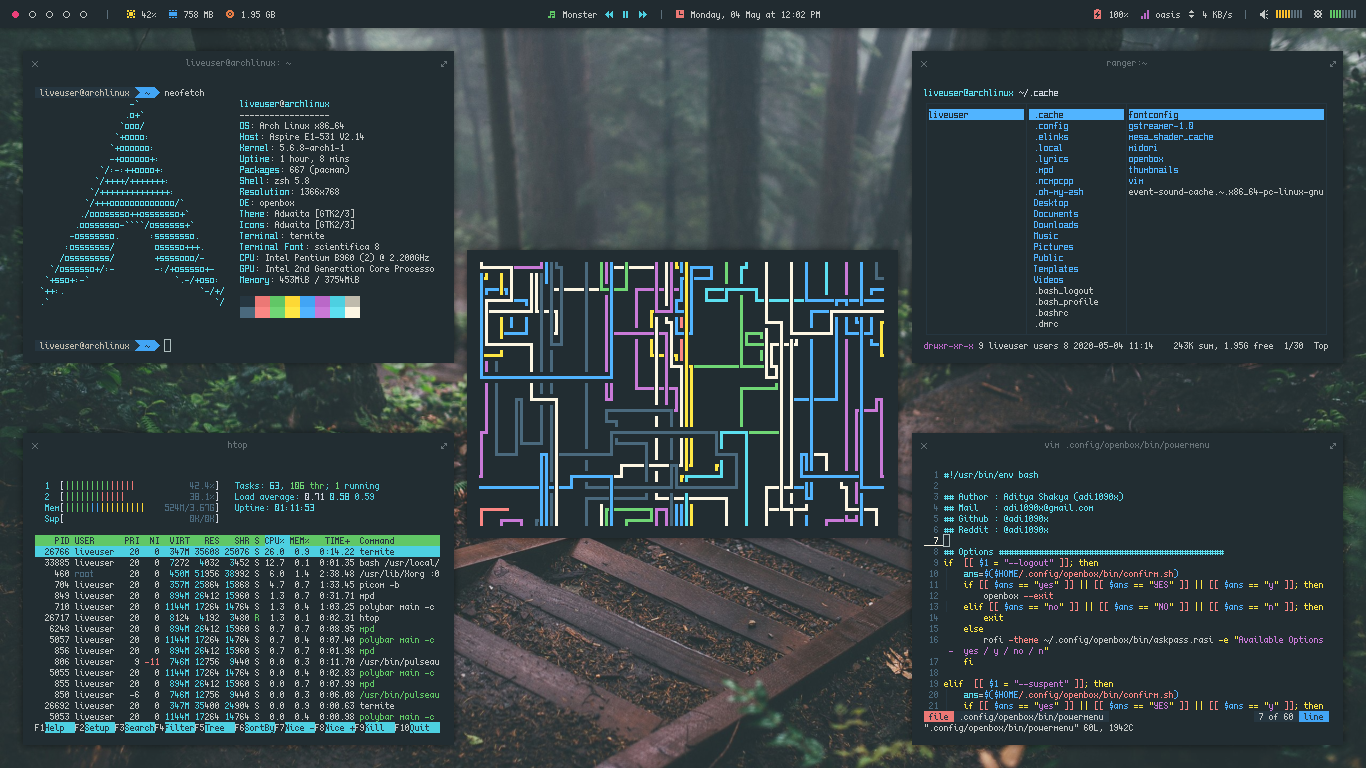 42% 758 MB 1.95 GB Monster Monday, 04 May at 12:02 PM 100% oasis 4 KB/s
liveuser@archlinux: ~
liveuser@archlinux ~ neofetch
liveuser@archlinux
------------------
OS: Arch Linux x86_64
Host: Aspire E1-531 V2.14
Kernel: 5.6.8-arch1-1
Uptime: 1 hour, 8 mins
Packages: 667 (pacman)
Shell: zsh 5.8
Resolution: 1366x768
DE: openbox
Theme: Adwaita [GTK2/3]
Icons: Adwaita [GTK2/3]
Terminal: termite
Terminal Font: scientifica 8
CPU: Intel Pentium B960 (2) @ 2.200GHz
GPU: Intel 2nd Generation Core Processo
Memory: 453MiB / 3754MiB
liveuser@archlinux ~
ranger:~
liveuser@archlinux ~/.cache
liveuser .cache fontconfig
.config gstreamer-1.0
.elinks mesa_shader_cache
.local midori
.lyrics openbox
.mpd thumbnails
.ncmpcpp vim
.oh-my-zsh event-sound-cache.~.x86_64-pc-linux-gnu
Desktop
Documents
Downloads
Music
Pictures
Public
Templates
Videos
.bash_logout
.bash_profile
.bashrc
.dmrc
drwxr-xr-x 9 liveuser users 8 2020-05-04 11:14 243K sum, 1.95G free 1/30 Top
htop
1 [ 42.4%] Tasks: 63, 186 thr; 1 running
2 [ 38.1%] Load average: 0.71 0.58 0.59
Mem[ 524M/3.67G] Uptime: 01:11:53
Swp[ 0K/0K]
PID USER PRI NI VIRT RES SHR S CPU% MEM% TIME+ Command
26766 liveuser 20 0 347M 35608 25076 S 26.0 0.9 0:14.22 termite
33885 liveuser 20 0 7272 4032 3452 S 12.7 0.1 0:01.35 bash /usr/local/
460 root 20 0 450M 51956 38992 S 6.0 1.4 2:38.48 /usr/lib/Xorg :0
704 liveuser 20 0 357M 25864 15868 S 4.7 0.7 1:33.45 picom -b
849 liveuser 20 0 894M 26412 15960 S 1.3 0.7 0:31.71 mpd
710 liveuser 20 0 1144M 17264 14764 S 1.3 0.4 1:03.25 polybar main -c
26717 liveuser 20 0 8124 4192 3480 R 1.3 0.1 0:02.31 htop
6248 liveuser 20 0 894M 26412 15960 S 0.7 0.7 0:08.95 mpd
5057 liveuser 20 0 1144M 17264 14764 S 0.7 0.4 0:07.40 polybar main -c
856 liveuser 20 0 894M 26412 15960 S 0.7 0.7 0:01.98 mpd
806 liveuser 9 -11 746M 12756 9440 S 0.0 0.3 0:11.70 /usr/bin/pulseau
5055 liveuser 20 0 1144M 17264 14764 S 0.0 0.4 0:02.83 polybar main -c
855 liveuser 20 0 894M 26412 15960 S 0.0 0.7 0:07.99 mpd
850 liveuser -6 0 746M 12756 9440 S 0.0 0.3 0:06.08 /usr/bin/pulseau
26692 liveuser 20 0 347M 35400 24904 S 0.0 0.9 0:00.63 termite
5053 liveuser 20 0 1144M 17264 14764 S 0.0 0.4 0:00.98 polybar main -c
F1Help F2Setup F3SearchF4FilterF5Tree F6SortByF7Nice -F8Nice +F9Kill F10Quit
vim .config/openbox/bin/powermenu
1 #!/usr/bin/env bash
2
3 ## Author : Aditya Shakya (adi1090x)
4 ## Mail : adi1090x@gmail.com
5 ## Github : @adi1090x
6 ## Reddit : @adi1090x
7
8 ## Options ############################################
9 if [[ $1 = "--logout" ]]; then
10 ans=$($HOME/.config/openbox/bin/confirm.sh)
11 if [[ $ans == "yes" ]] || [[ $ans == "YES" ]] || [[ $ans == "y" ]]; then
12 openbox --exit
13 elif [[ $ans == "no" ]] || [[ $ans == "NO" ]] || [[ $ans == "n" ]]; then
14 exit
15 else
16 rofi -theme ~/.config/openbox/bin/askpass.rasi -e "Available Options
- yes / y / no / n"
17 fi
18
19 elif [[ $1 = "--suspent" ]]; then
20 ans=$($HOME/.config/openbox/bin/confirm.sh)
21 if [[ $ans == "yes" ]] || [[ $ans == "YES" ]] || [[ $ans == "y" ]]; then
file .config/openbox/bin/powermenu 7 of 60 line
".config/openbox/bin/powermenu" 60L, 1942C